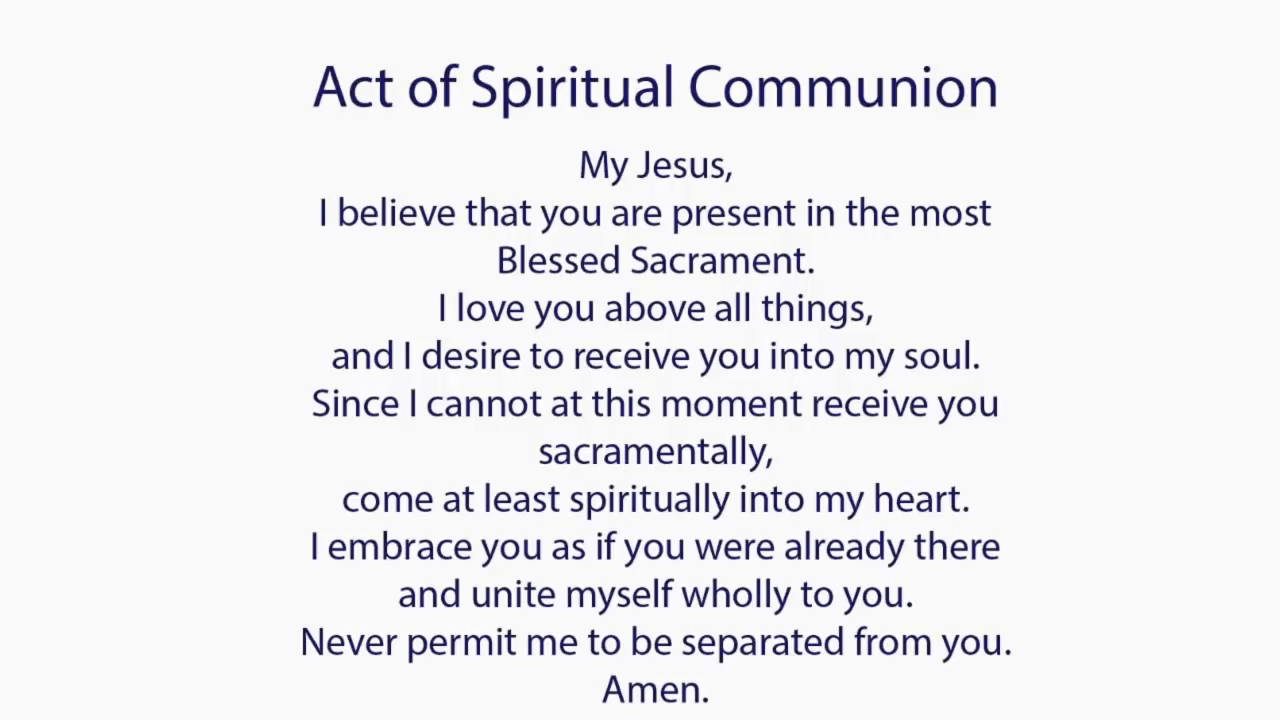 Act of Spiritual Communion
My Jesus,
I believe that you are present in the most
Blessed Sacrament.
I love you above all things,
and I desire to receive you into my soul.
Since I cannot at this moment receive you
sacramentally,
come at least spiritually into my heart.
I embrace you as if you were already there
and unite myself wholly to you.
Never permit me to be separated from you.
Amen.